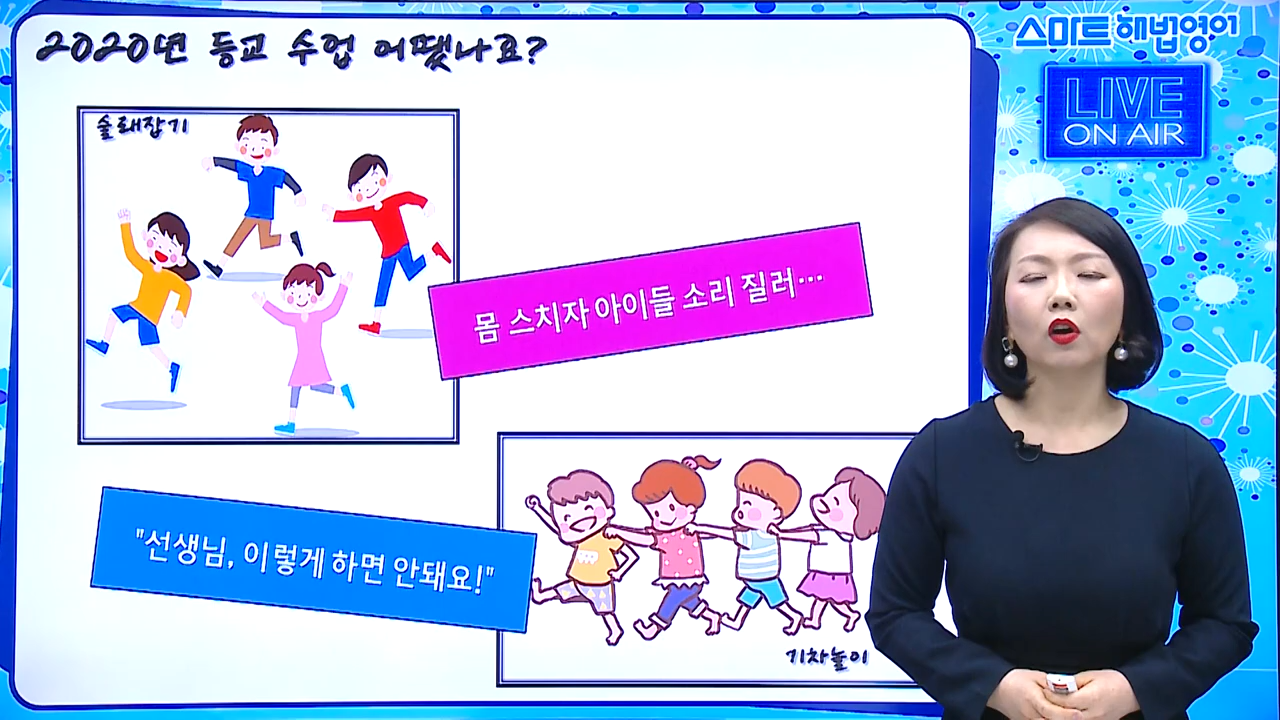 2020년 등교 수업 어땠나요?
스마트해법영어
LIVE
ON AIR
술래잡기
몸 스치자 아이들 소리 질러…
"선생님, 이렇게 하면 안돼요!"
기차놀이